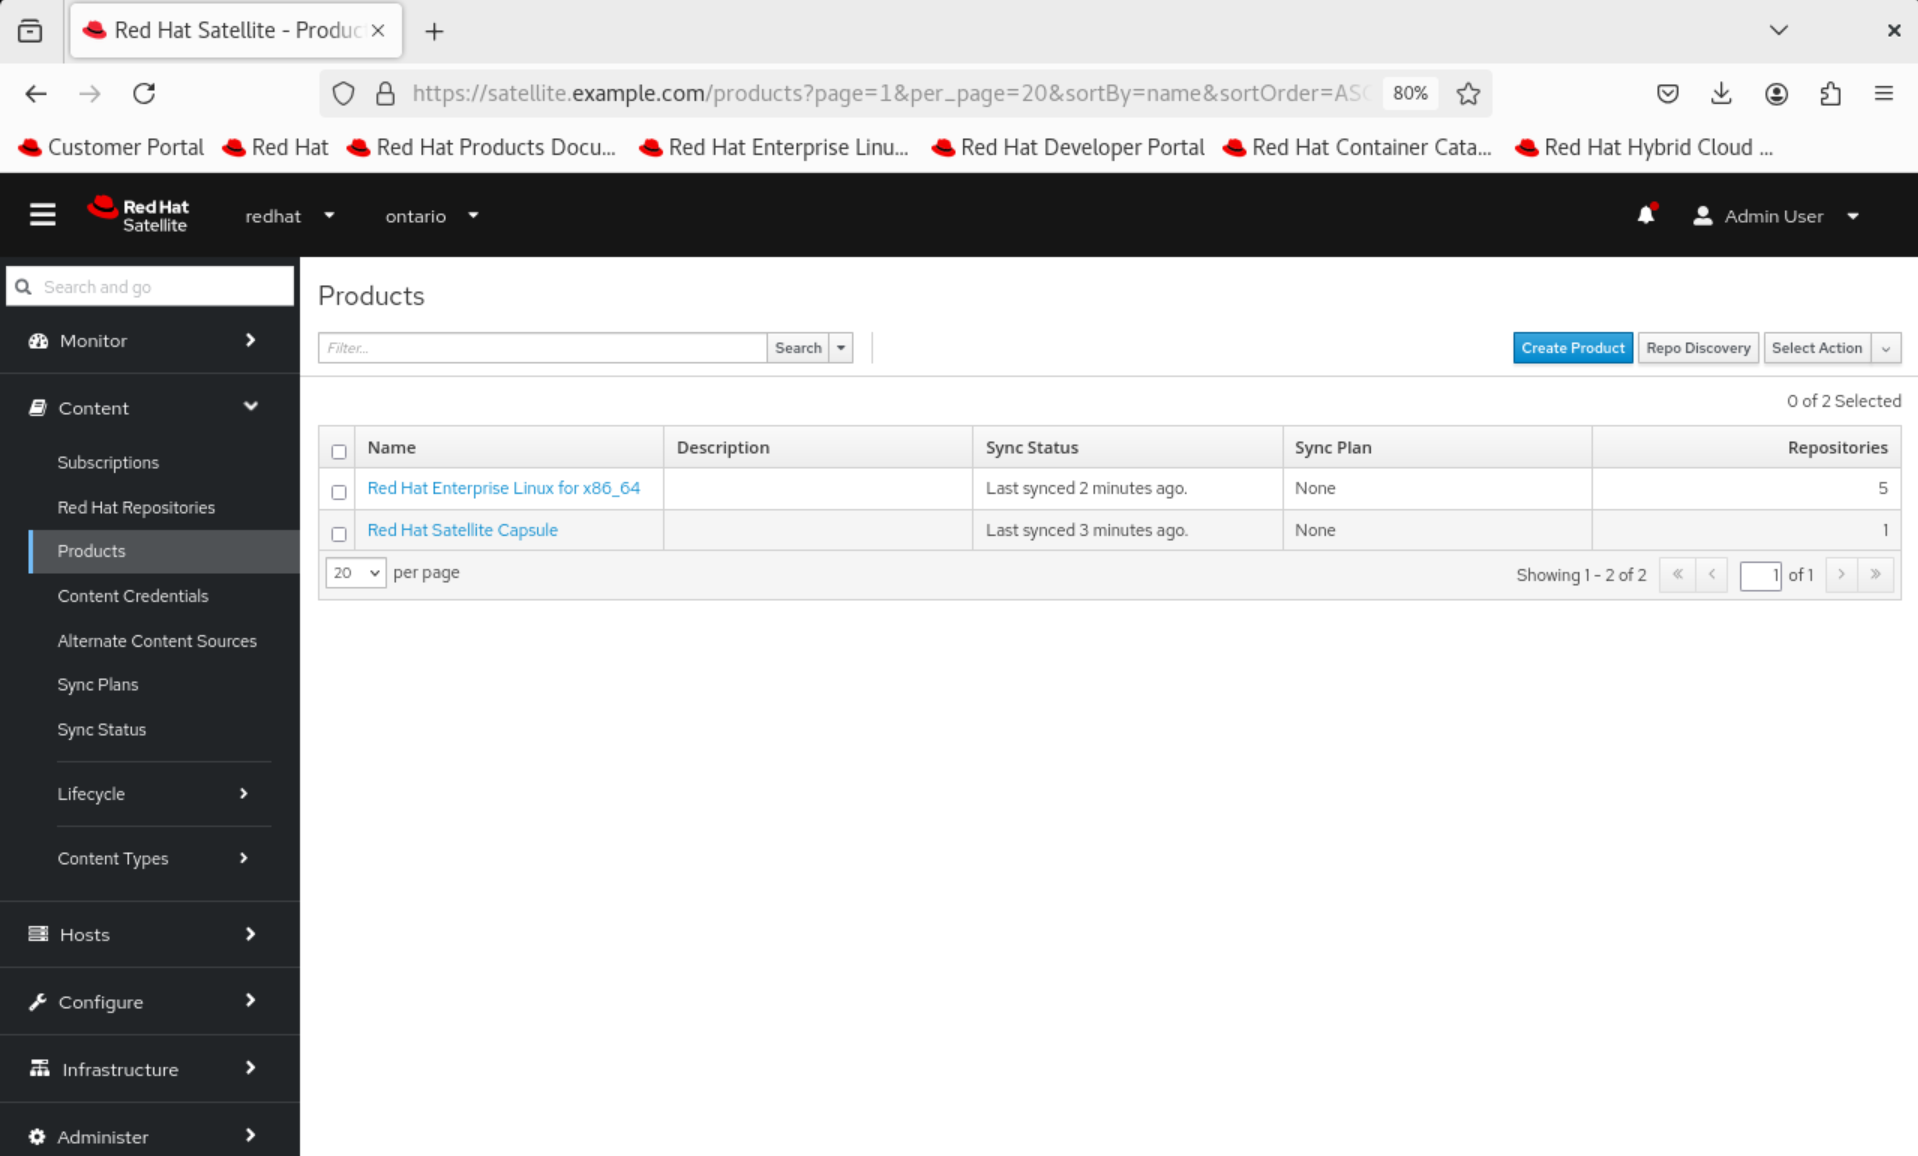 Red Hat Satellite - Produc
https://satellite.example.com/products?page=1&per_page=20&sortBy=name&sortOrder=ASC
80%
Customer Portal Red Hat Red Hat Products Docu... Red Hat Enterprise Linu... Red Hat Developer Portal Red Hat Container Cata... Red Hat Hybrid Cloud ...
Red Hat
Satellite
redhat ontario Admin User
Search and go
Monitor
Content
Subscriptions
Red Hat Repositories
Products
Content Credentials
Alternate Content Sources
Sync Plans
Sync Status
Lifecycle
Content Types
Hosts
Configure
Infrastructure
Administer
Products
Filter... Search Create Product Repo Discovery Select Action
0 of 2 Selected
Name Description Sync Status Sync Plan Repositories
Red Hat Enterprise Linux for x86_64 Last synced 2 minutes ago. None 5
Red Hat Satellite Capsule Last synced 3 minutes ago. None 1
20 per page Showing 1 - 2 of 2 « < 1 of 1 > »